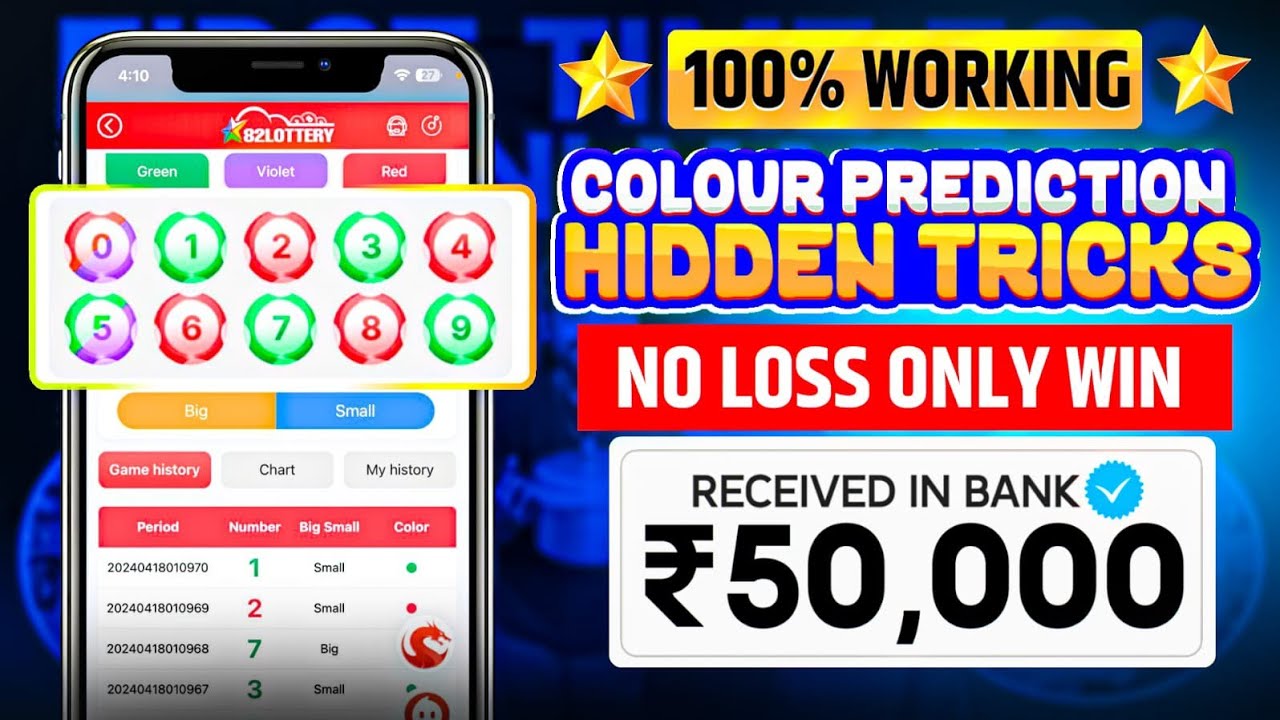 4:10
27
82LOTTERY
Green Violet Red
0 1 2 3 4
5 6 7 8 9
Big Small
Game history Chart My history
Period Number Big Small Color
20240418010970 1 Small
20240418010969 2 Small
20240418010968 7 Big
20240418010967 3 Small
100% WORKING
COLOUR PREDICTION
HIDDEN TRICKS
NO LOSS ONLY WIN
RECEIVED IN BANK
₹50,000